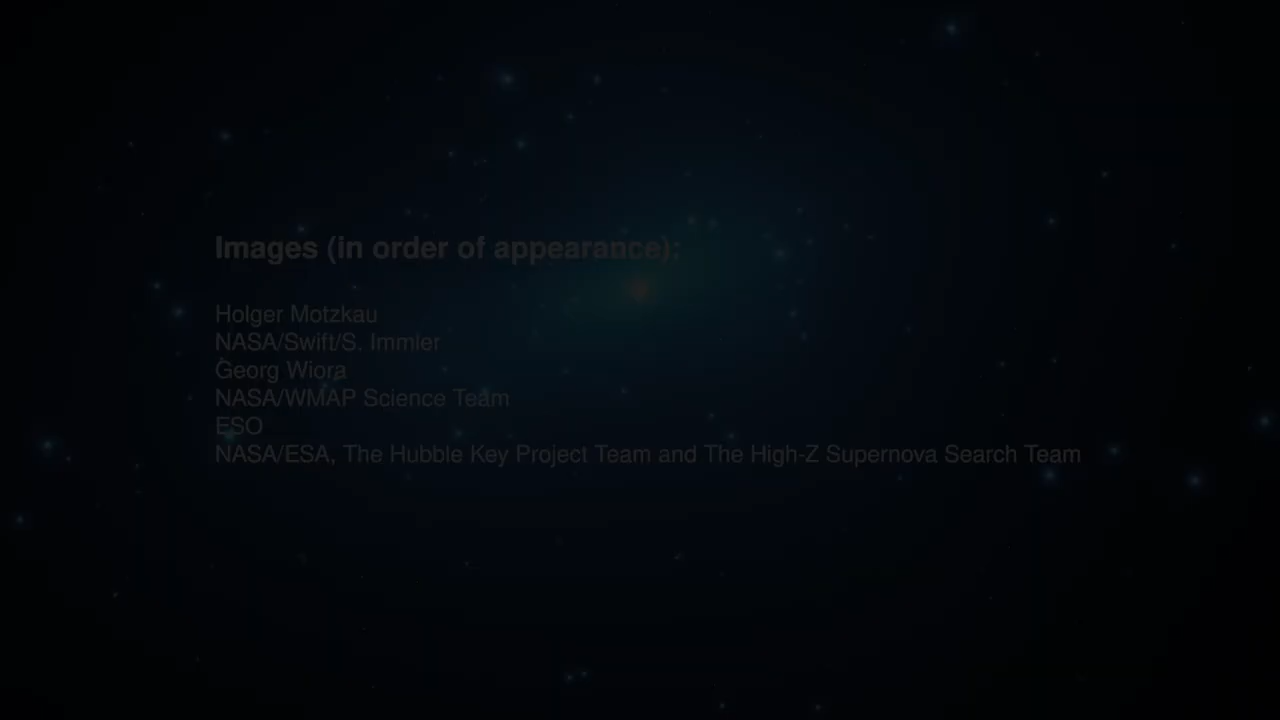 Images (in order of appearance):
Holger Motzkau
NASA/Swift/S. Immler
Georg Wiora
NASA/WMAP Science Team
ESO
NASA/ESA, The Hubble Key Project Team and The High-Z Supernova Search Team